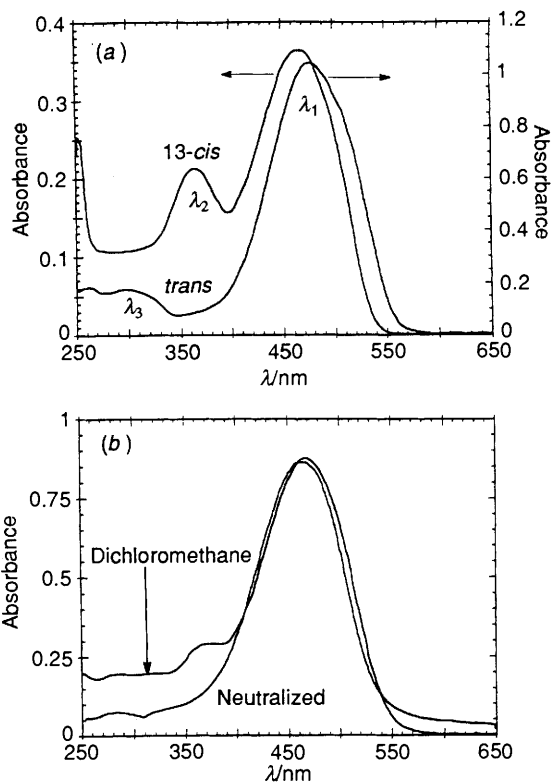 (a)
0.4
0.3
0.2
0.1
0
Absorbance
1.2
1
0.8
0.6
0.4
0.2
0
Absorbance
13-cis
λ2
λ1
trans
λ3
250 350 450 550 650
λ/nm
(b)
1
0.75
0.5
0.25
0
Absorbance
Dichloromethane
Neutralized
250 350 450 550 650
λ/nm